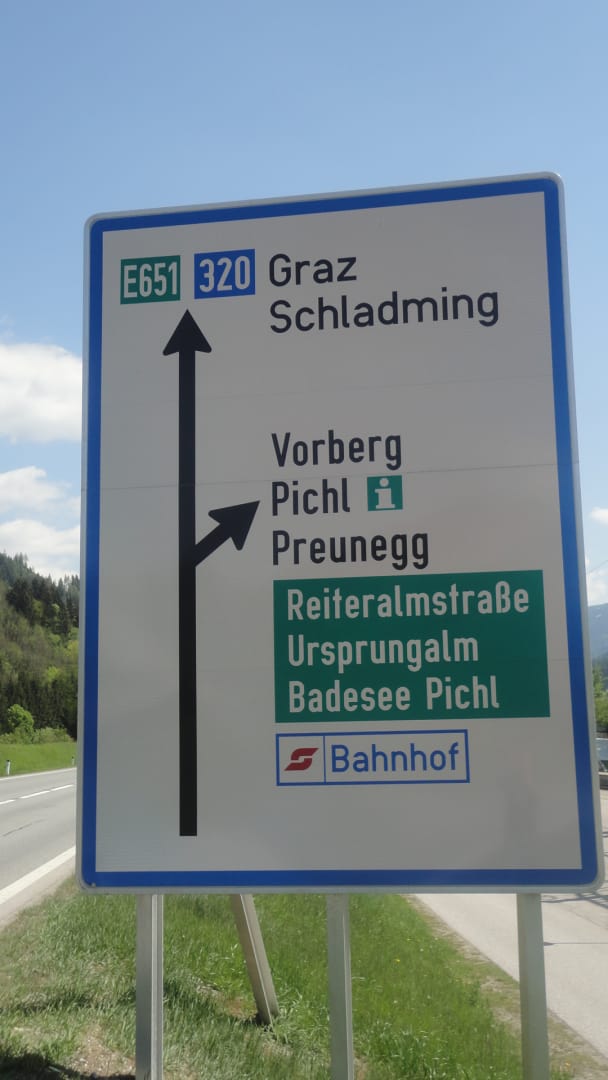 E651 320 Graz
Schladming
Vorberg
Pichl i
Preunegg
Reiteralmstraße
Ursprungalm
Badesee Pichl
Bahnhof